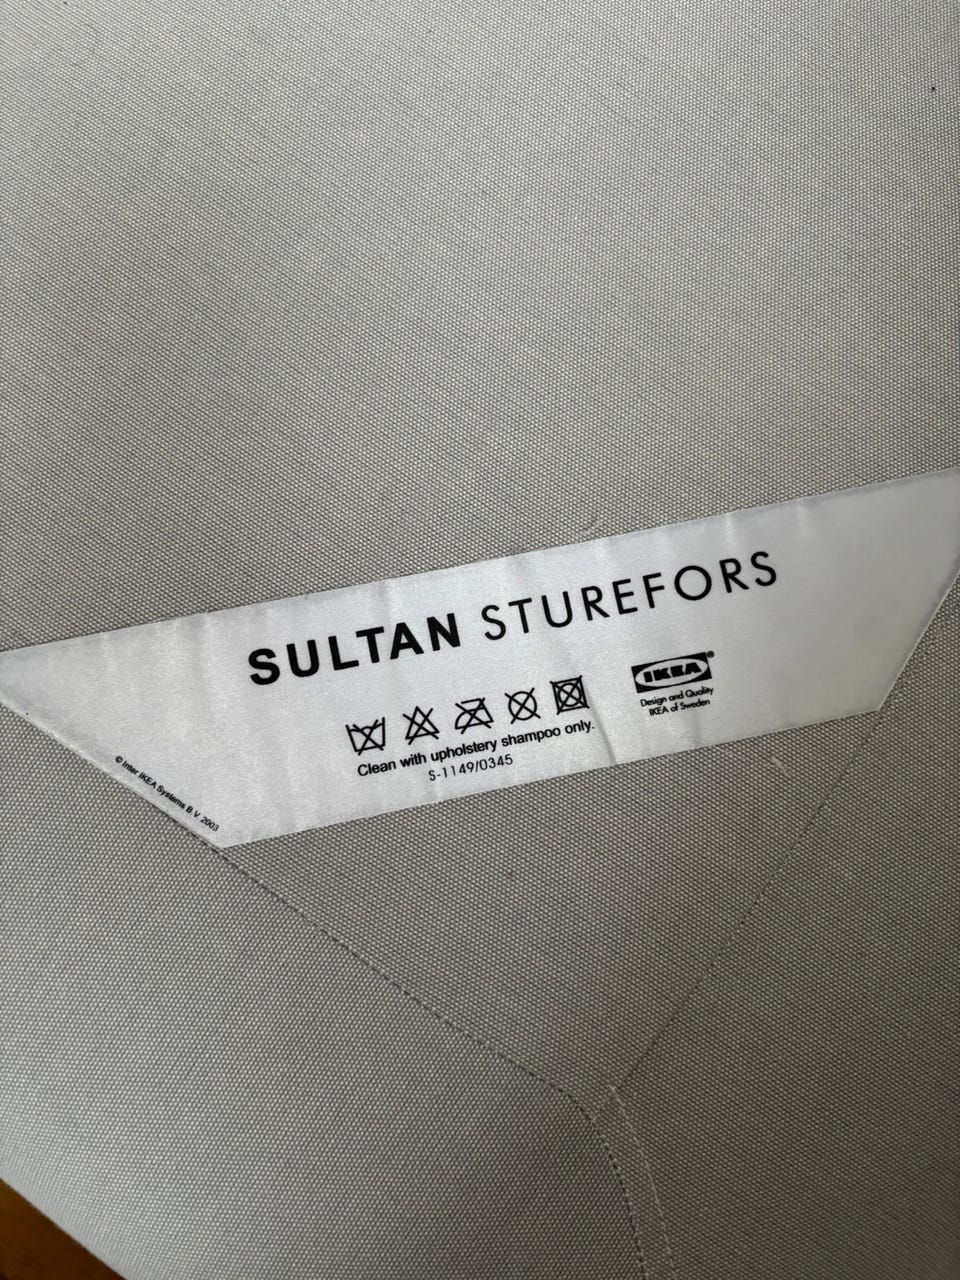 SULTAN STUREFORS
IKEA®
Design and Quality
IKEA of Sweden
Clean with upholstery shampoo only.
S-1149/0345
© Inter IKEA Systems B.V. 2003